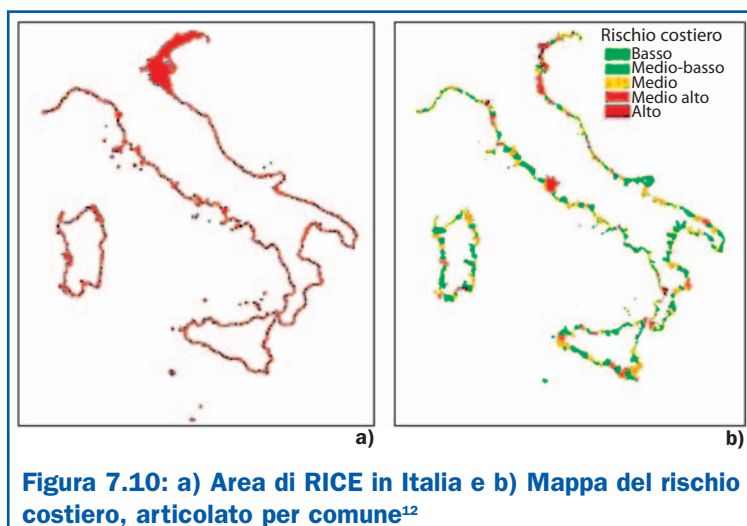 Rischio costiero
Basso
Medio-basso
Medio
Medio alto
Alto
a)
b)
Figura 7.10: a) Area di RICE in Italia e b) Mappa del rischio
costiero, articolato per comune¹²